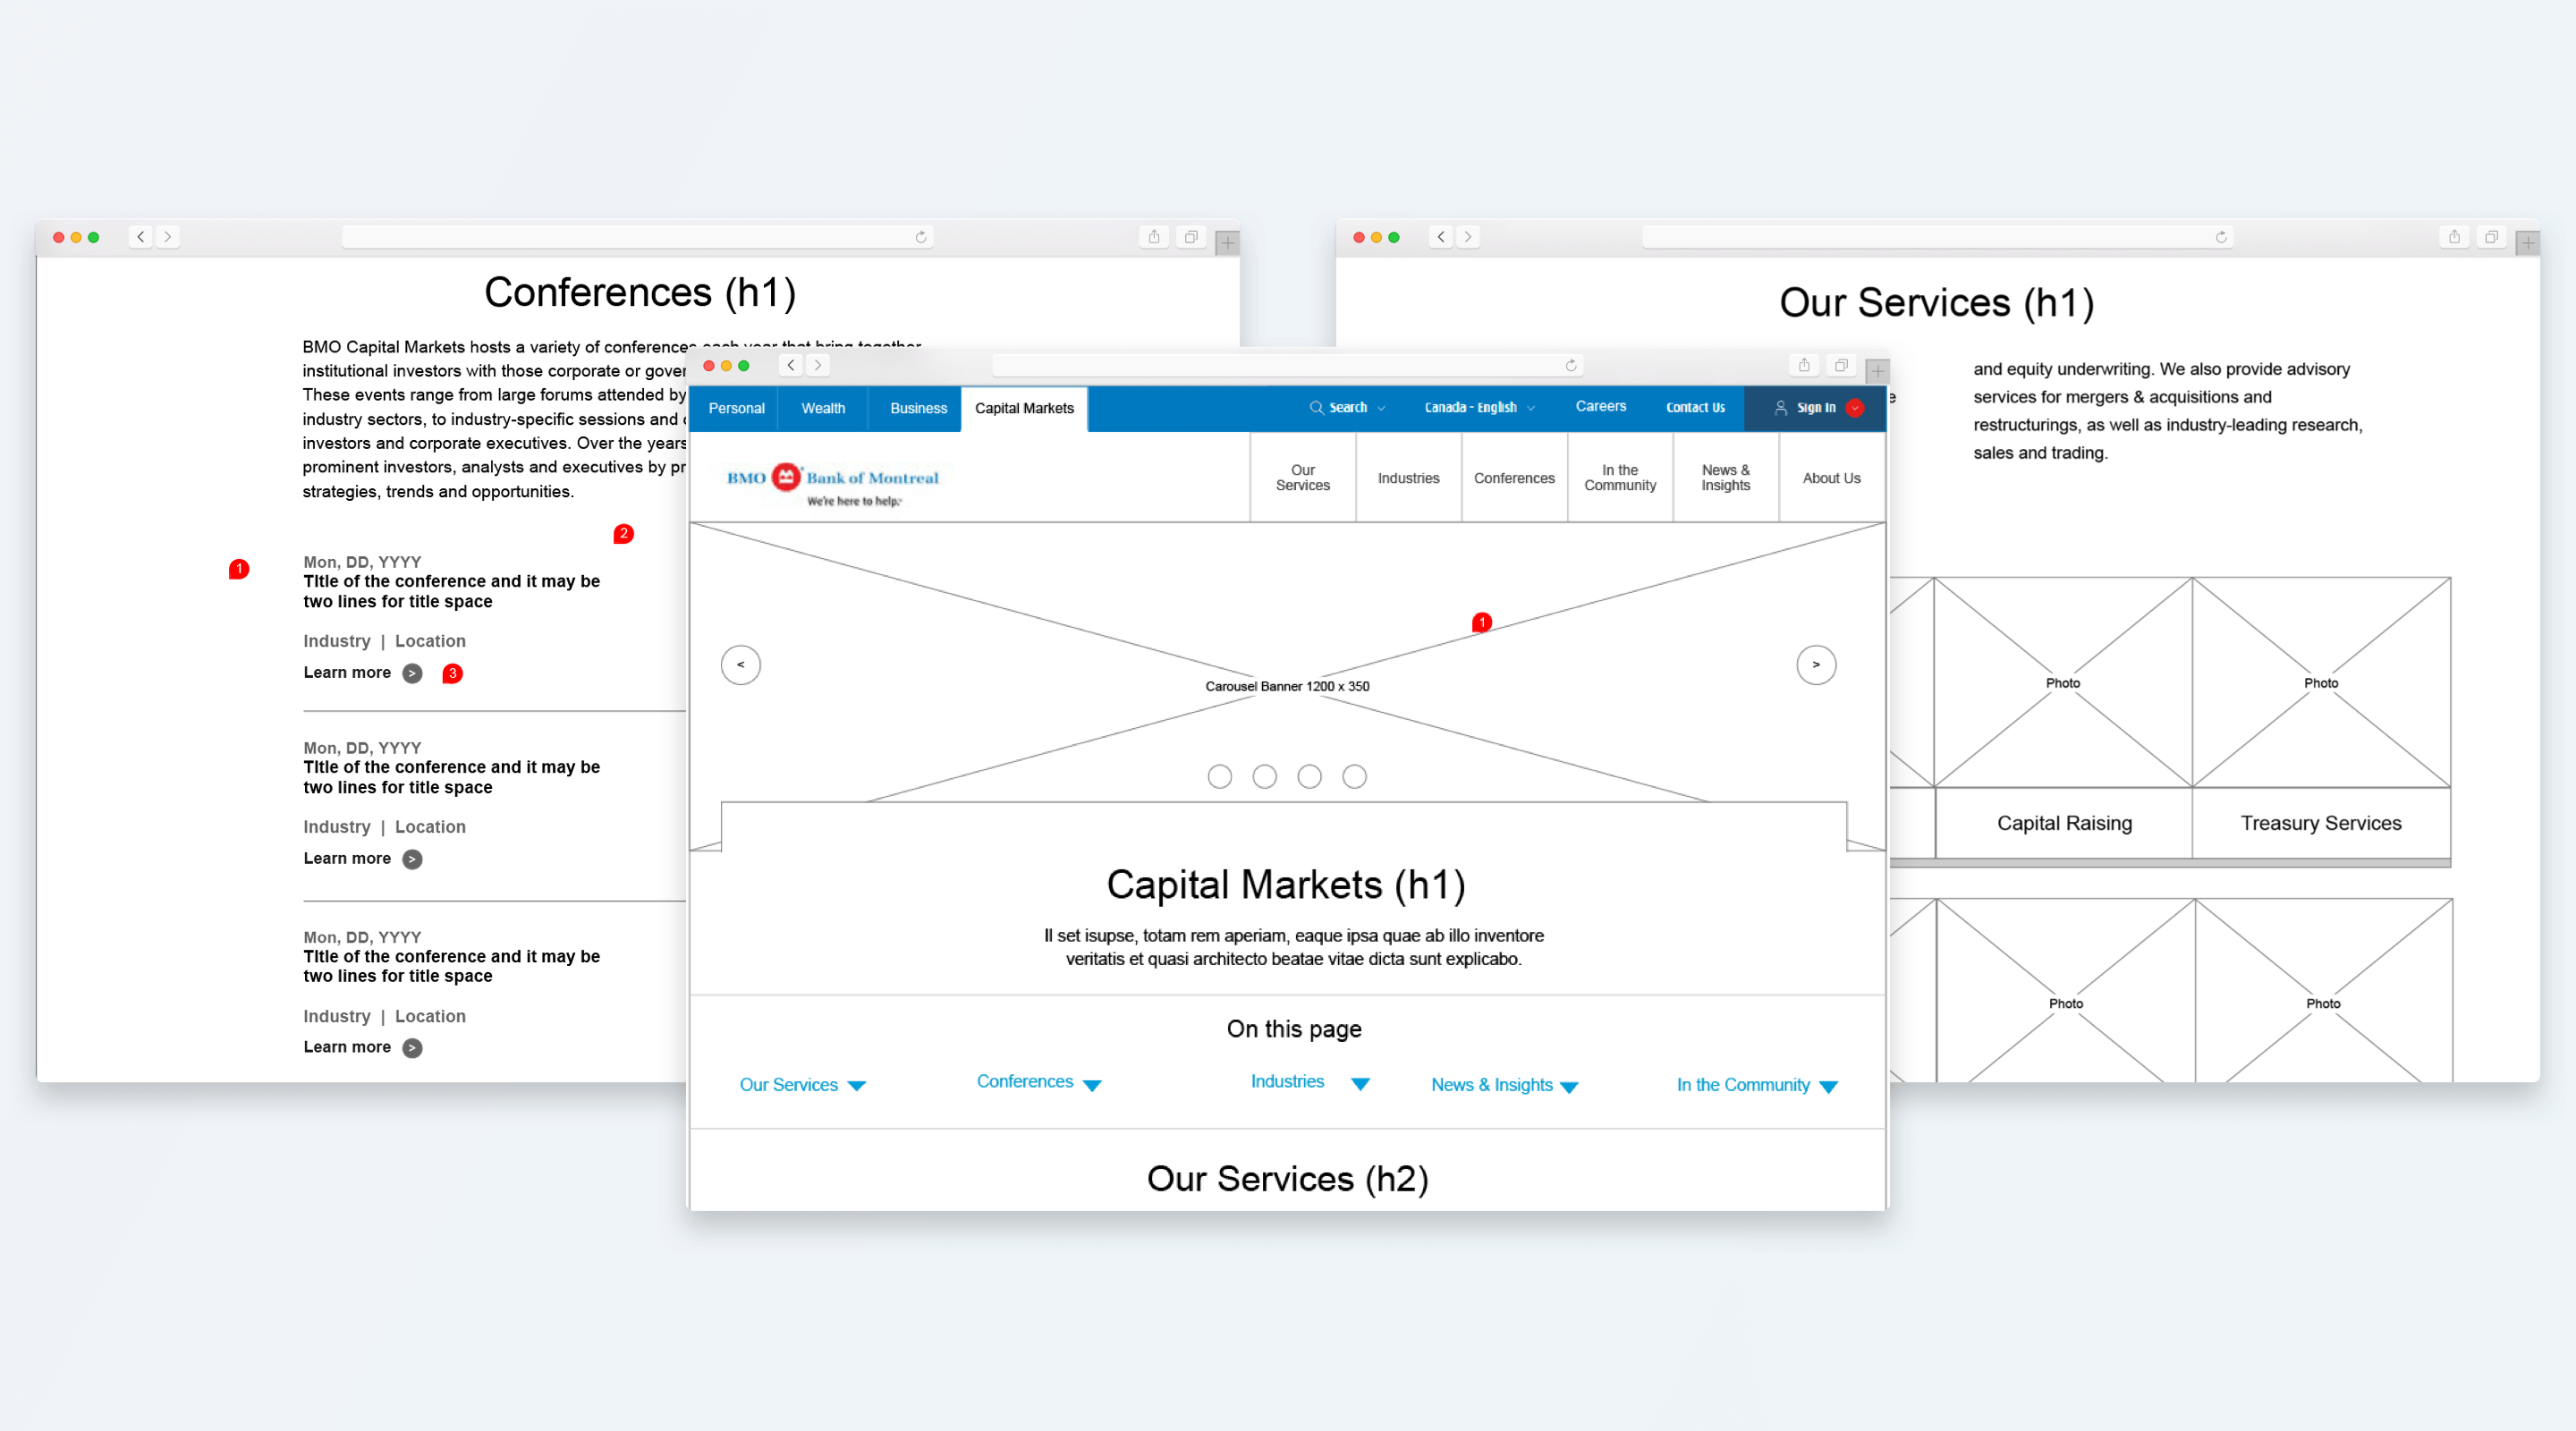 Conferences (h1)
BMO Capital Markets hosts a variety of conferences each year that bring together
institutional investors with those corporate or
These events range from large forums attended by
industry sectors, to industry-specific sessions and
investors and corporate executives. Over the years
prominent investors, analysts and executives by
strategies, trends and opportunities.
2
1
Mon, DD, YYYY
TItle of the conference and it may be
two lines for title space
Industry | Location
Learn more >
3
Mon, DD, YYYY
TItle of the conference and it may be
two lines for title space
Industry | Location
Learn more >
Mon, DD, YYYY
TItle of the conference and it may be
two lines for title space
Industry | Location
Learn more >
Personal
Wealth
Business
Capital Markets
Search
Canada - English
Careers
Contact Us
Sign In
BMO Bank of Montreal
We're here to help.
Our
Services
Industries
Conferences
In the
Community
News &
Insights
About Us
1
<
>
Carousel Banner 1200 x 350
Capital Markets (h1)
Il set isupse, totam rem aperiam, eaque ipsa quae ab illo inventore
veritatis et quasi architecto beatae vitae dicta sunt explicabo.
On this page
Our Services
Conferences
Industries
News & Insights
In the Community
Our Services (h2)
Our Services (h1)
and equity underwriting. We also provide advisory
services for mergers & acquisitions and
restructurings, as well as industry-leading research,
sales and trading.
Photo
Photo
Capital Raising
Treasury Services
Photo
Photo